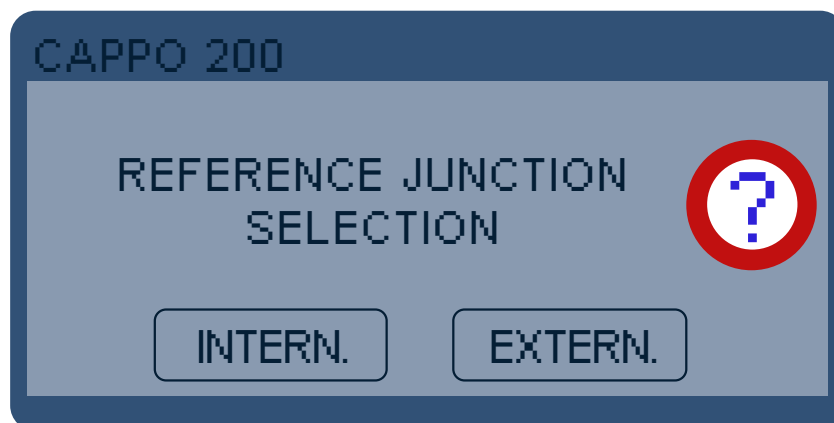 CAPPO 200
REFERENCE JUNCTION
SELECTION
?
INTERN. EXTERN.